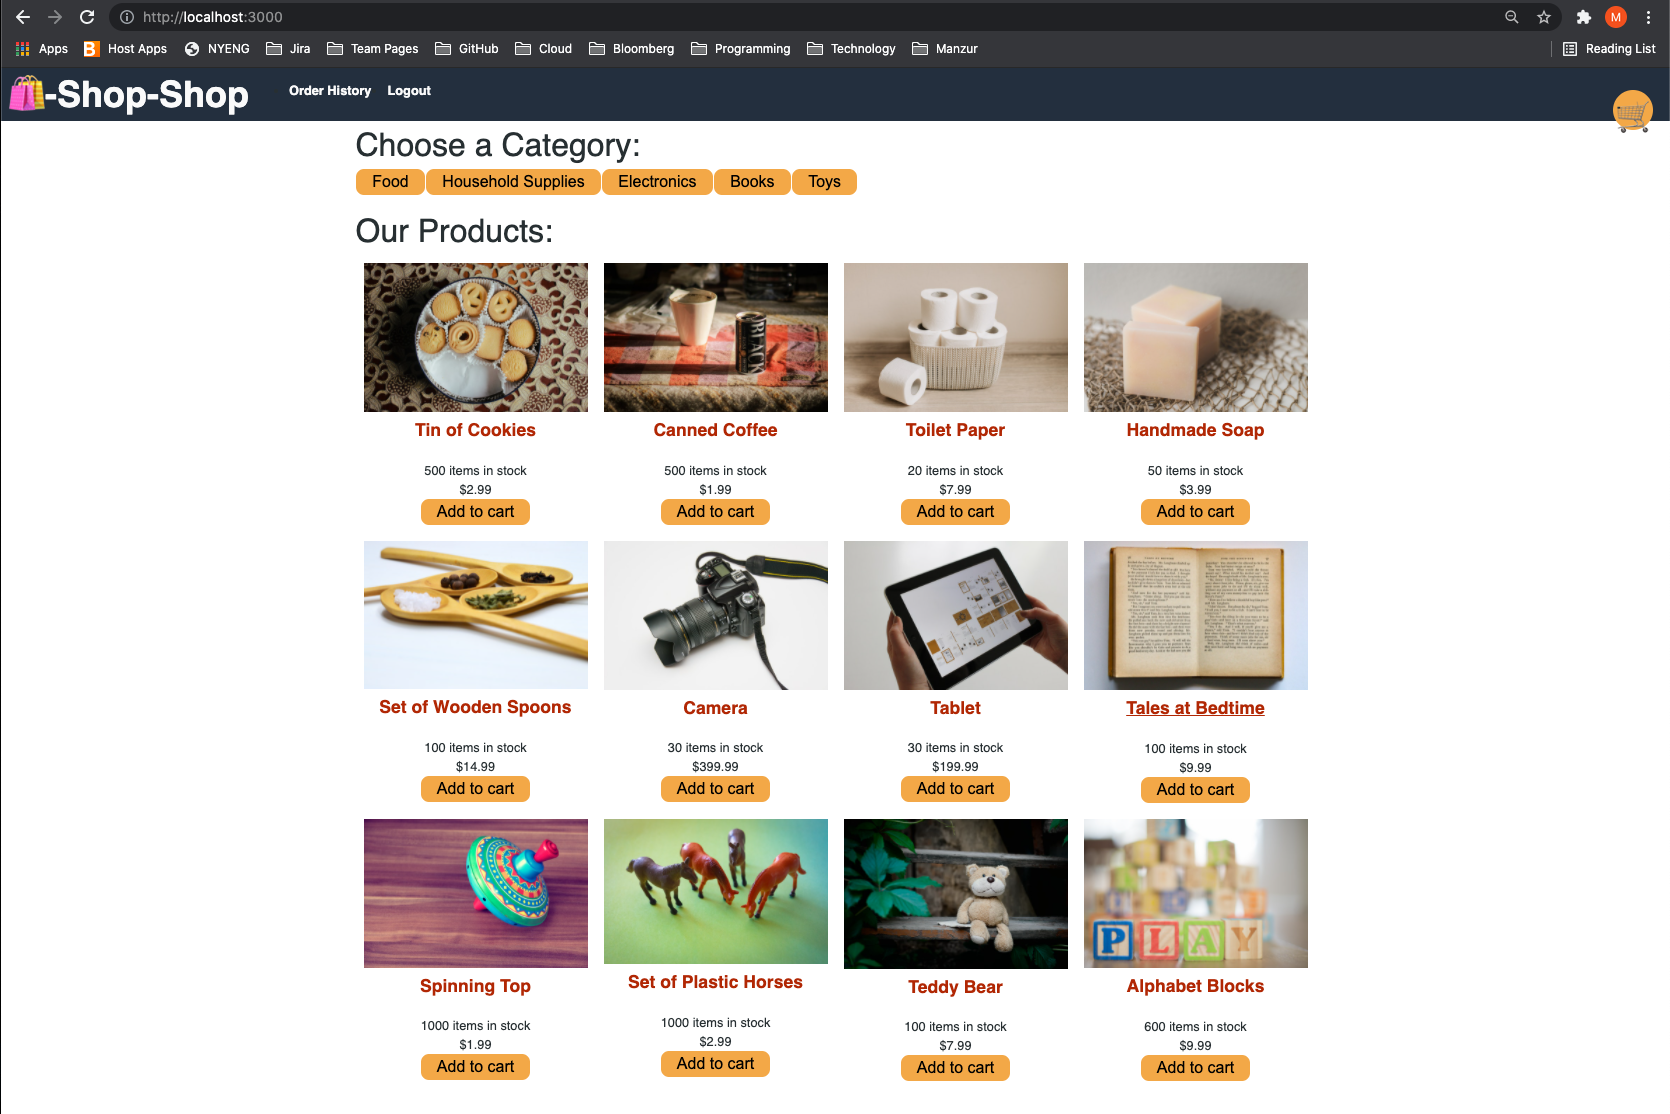 http://localhost:3000
M
Apps
Host Apps
NYENG
Jira
Team Pages
GitHub
Cloud
Bloomberg
Programming
Technology
Manzur
Reading List
-Shop-Shop
Order History
Logout
Choose a Category:
Food
Household Supplies
Electronics
Books
Toys
Our Products:
BLACK
Tin of Cookies
Canned Coffee
Toilet Paper
Handmade Soap
500 items in stock
500 items in stock
20 items in stock
50 items in stock
$2.99
$1.99
$7.99
$3.99
Add to cart
Add to cart
Add to cart
Add to cart
Set of Wooden Spoons
Camera
Tablet
Tales at Bedtime
100 items in stock
30 items in stock
30 items in stock
100 items in stock
$14.99
$399.99
$199.99
$9.99
Add to cart
Add to cart
Add to cart
Add to cart
PLAY
Spinning Top
Set of Plastic Horses
Teddy Bear
Alphabet Blocks
1000 items in stock
1000 items in stock
100 items in stock
600 items in stock
$1.99
$2.99
$7.99
$9.99
Add to cart
Add to cart
Add to cart
Add to cart